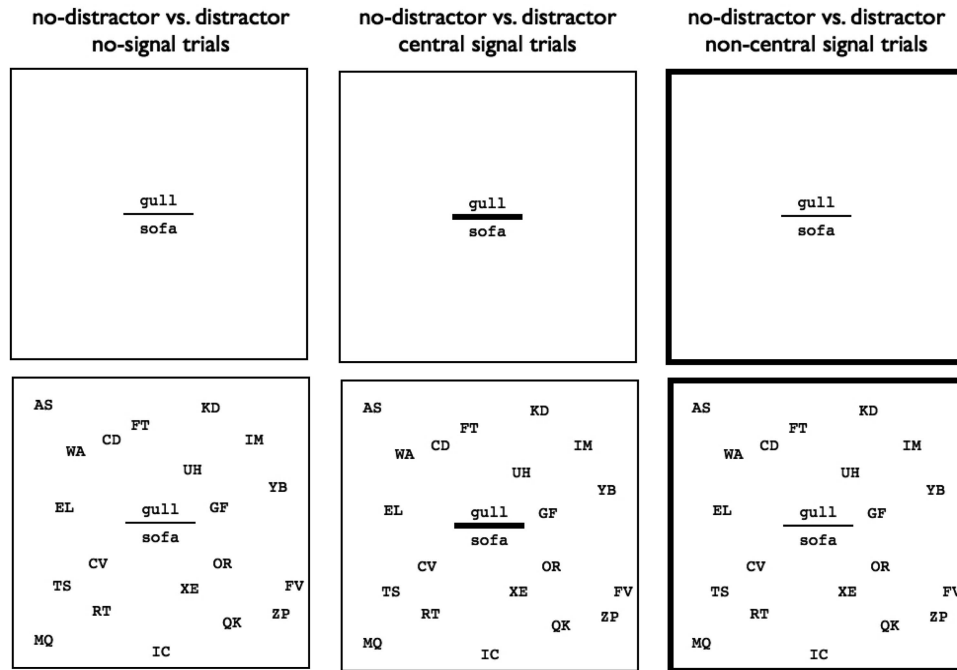 no-distractor vs. distractor
no-signal trials
no-distractor vs. distractor
central signal trials
no-distractor vs. distractor
non-central signal trials
gull
sofa
gull
sofa
gull
sofa
AS
KD
FT
CD
IM
WA
UH
YB
EL
GF
gull
sofa
CV
OR
TS
XE
FV
RT
ZP
QK
MQ
IC
AS
KD
FT
CD
IM
WA
UH
YB
EL
GF
gull
sofa
CV
OR
TS
XE
FV
RT
ZP
QK
MQ
IC
AS
KD
FT
CD
IM
WA
UH
YB
EL
GF
gull
sofa
CV
OR
TS
XE
FV
RT
ZP
QK
MQ
IC